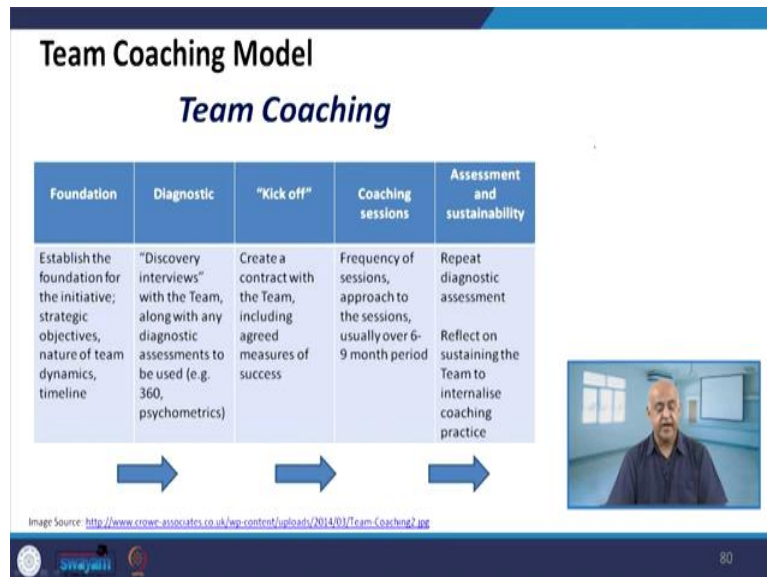 Team Coaching Model
Team Coaching
Foundation
Diagnostic
"Kick off"
Coaching
sessions
Assessment
and
sustainability
Establish the
foundation for
the initiative;
strategic
objectives,
nature of team
dynamics,
timeline
"Discovery
interviews"
with the Team,
along with any
diagnostic
assessments to
be used (e.g.
360,
psychometrics)
Create a
contract with
the Team,
including
agreed
measures of
success
Frequency of
sessions,
approach to
the sessions,
usually over 6-
9 month period
Repeat
diagnostic
assessment
Reflect on
sustaining the
Team to
internalise
coaching
practice
Image Source: http://www.crowe-associates.co.uk/wp-content/uploads/2014/03/Team-Coaching2.jpg
swayam
80